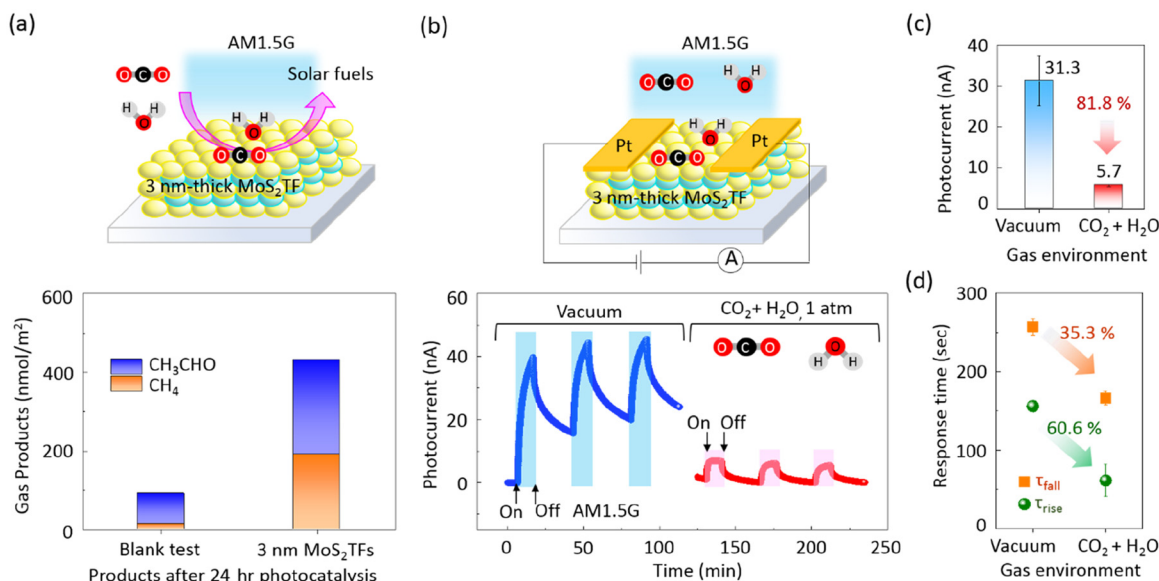 (a)
AM1.5G
Solar fuels
O C O
H H
O
H H
O
O C O
3 nm-thick MoS₂TF
Gas Products (nmol/m²)
600
400
200
0
CH₃CHO
CH₄
Blank test
3 nm MoS₂TFs
Products after 24 hr photocatalysis
(b)
AM1.5G
O C O
H H
O
H H
O
Pt
O C O
Pt
3 nm-thick MoS₂TF
A
Photocurrent (nA)
60
40
20
0
Vacuum
CO₂+ H₂O, 1 atm
O C O
O
H H
On
Off
On
Off
AM1.5G
0
50
100
150
200
250
Time (min)
(c)
Photocurrent (nA)
40
30
20
10
0
31.3
81.8 %
5.7
Vacuum
CO₂ + H₂O
Gas environment
(d)
Response time (sec)
300
200
100
0
35.3 %
60.6 %
τfall
τrise
Vacuum
CO₂ + H₂O
Gas environment